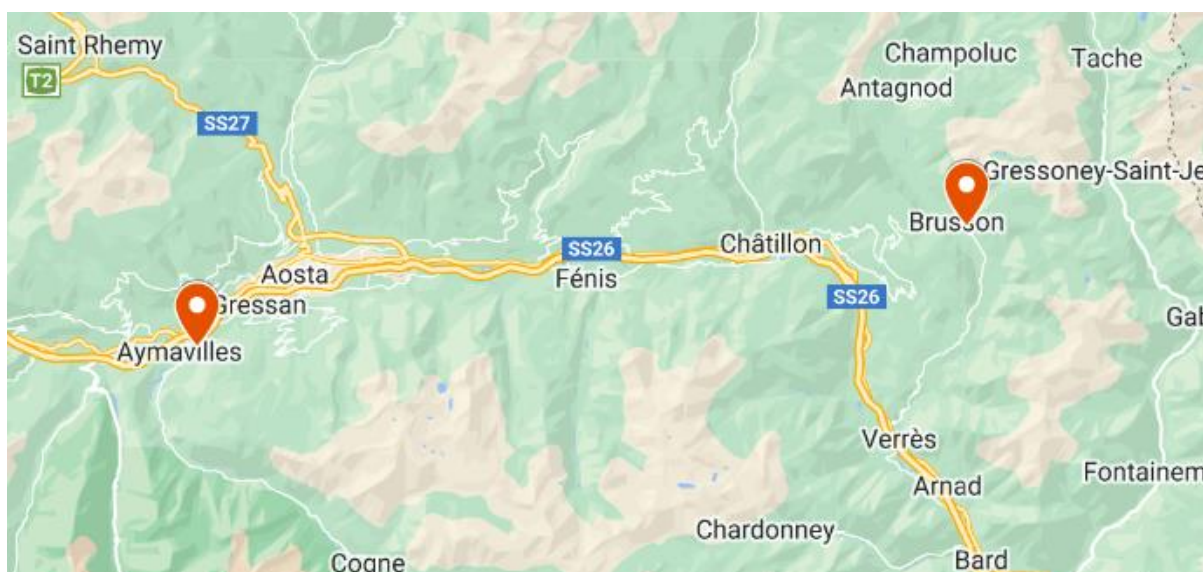 Saint Rhemy
T2
SS27
Champoluc
Antagnod
Tache
Gressoney-Saint-Je
Brusson
Aosta
SS26
Châtillon
Fénis
SS26
Gressan
Aymavilles
Gab
Verrès
Arnad
Fontainem
Chardonney
Cogne
Bard